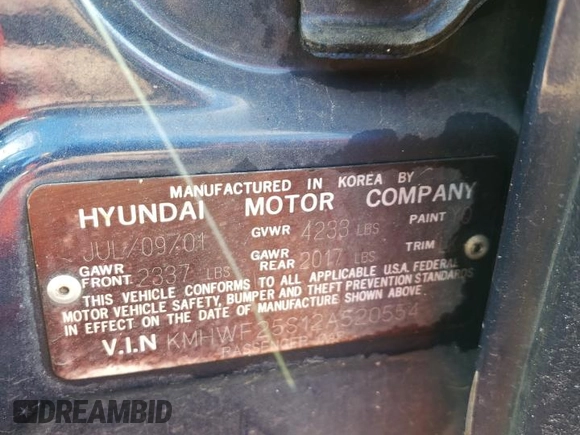 MANUFACTURED IN KOREA BY
HYUNDAI MOTOR COMPANY
JUL/09/01 GVWR 4233 LBS PAINT
GAWR FRONT 2337 LBS GAWR REAR 2017 LBS TRIM
THIS VEHICLE CONFORMS TO ALL APPLICABLE U.S.A. FEDERAL
MOTOR VEHICLE SAFETY, BUMPER AND THEFT PREVENTION STANDARDS
IN EFFECT ON THE DATE OF MANUFACTURE SHOWN ABOVE.
V.I.N KMHWF25S12A520554
PASSENGER CAR
DREAMBID